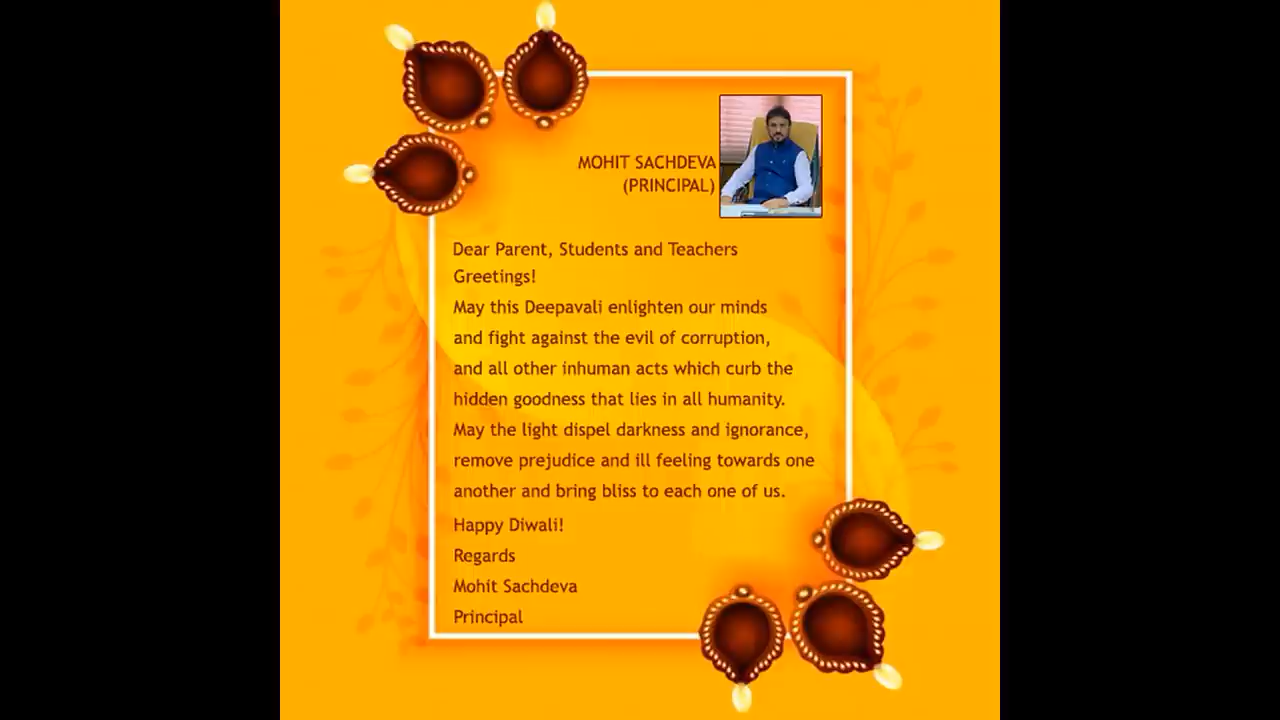 MOHIT SACHDEVA
(PRINCIPAL)
Dear Parent, Students and Teachers
Greetings!
May this Deepavali enlighten our minds
and fight against the evil of corruption,
and all other inhuman acts which curb the
hidden goodness that lies in all humanity.
May the light dispel darkness and ignorance,
remove prejudice and ill feeling towards one
another and bring bliss to each one of us.
Happy Diwali!
Regards
Mohit Sachdeva
Principal